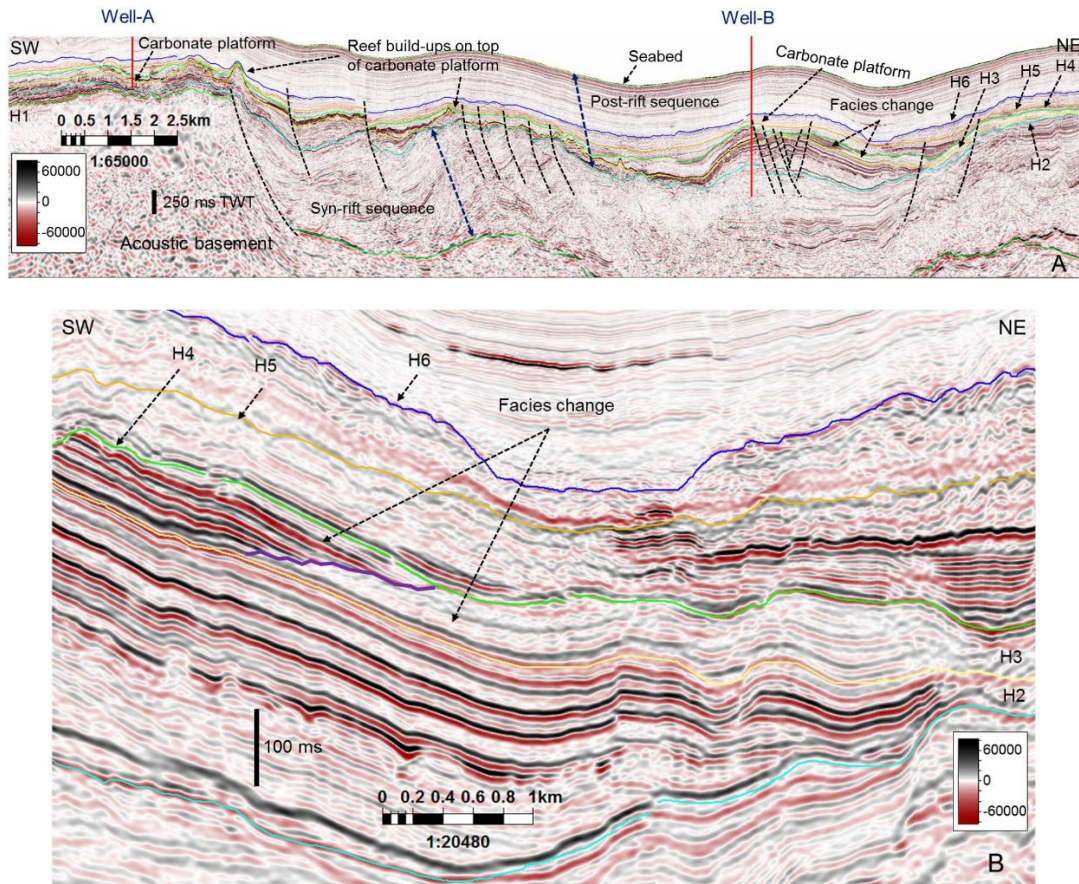 Well-A
Well-B
SW
NE
Carbonate platform
Reef build-ups on top
of carbonate platform
Seabed
Carbonate platform
Post-rift sequence
Facies
change
H6
H3
H5
H4
H1
H2
0 0.5 1.0 1.5 2.0 2.5km
1:65000
60000
0
-60000
250 ms TWT
Syn-rift sequence
Acoustic basement
A
SW
NE
H4
H5
H6
Facies change
H3
H2
100 ms
0 0.2 0.4 0.6 0.8 1km
1:20480
60000
0
-60000
B